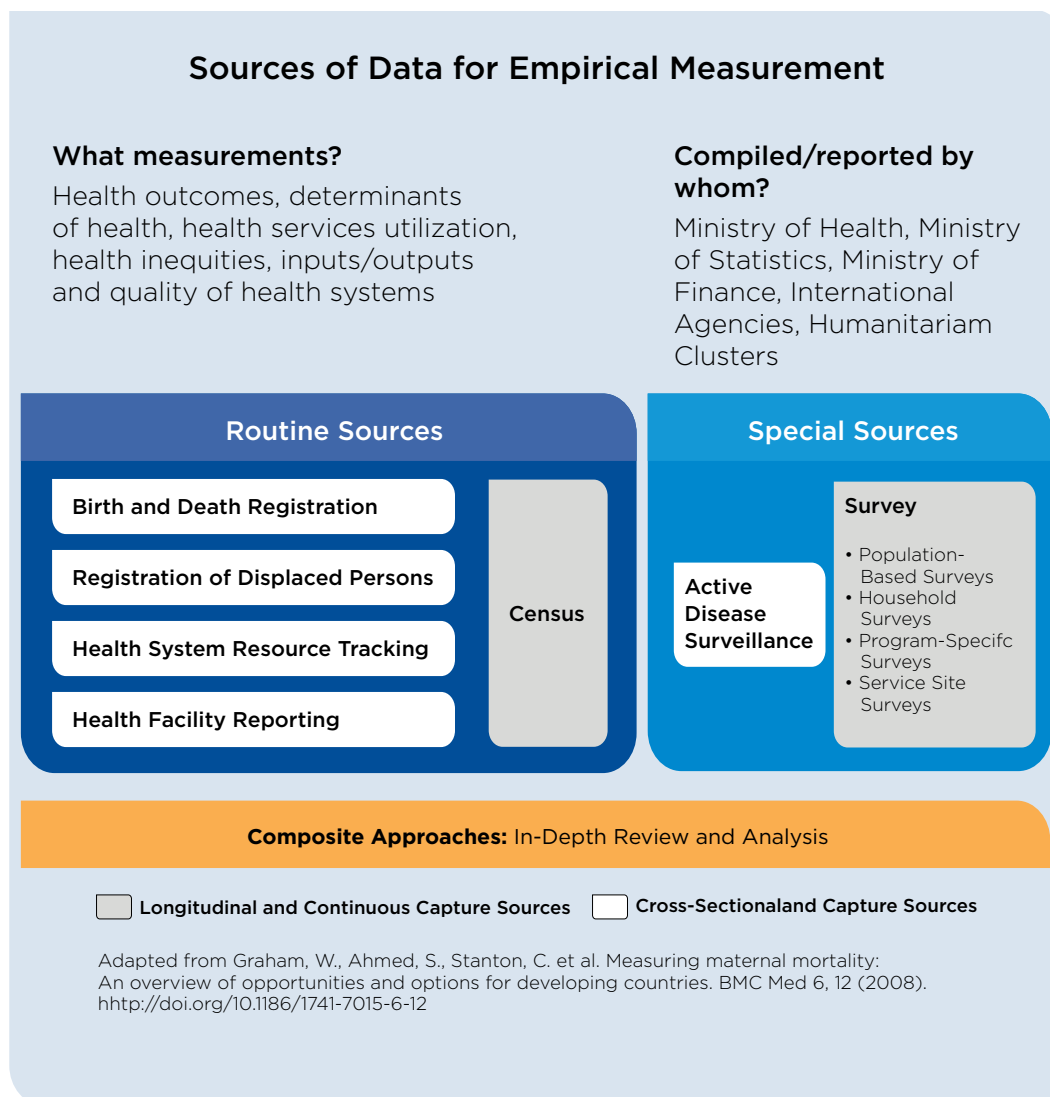 Sources of Data for Empirical Measurement
What measurements?
Health outcomes, determinants
of health, health services utilization,
health inequities, inputs/outputs
and quality of health systems
Compiled/reported by
whom?
Ministry of Health, Ministry
of Statistics, Ministry of
Finance, International
Agencies, Humanitariam
Clusters
Routine Sources
Birth and Death Registration
Registration of Displaced Persons
Health System Resource Tracking
Health Facility Reporting
Census
Special Sources
Active
Disease
Surveillance
Survey
• Population-
Based Surveys
• Household
Surveys
• Program-Specifc
Surveys
• Service Site
Surveys
Composite Approaches: In-Depth Review and Analysis
Longitudinal and Continuous Capture Sources
Cross-Sectionaland Capture Sources
Adapted from Graham, W., Ahmed, S., Stanton, C. et al. Measuring maternal mortality:
An overview of opportunities and options for developing countries. BMC Med 6, 12 (2008).
hhtp://doi.org/10.1186/1741-7015-6-12